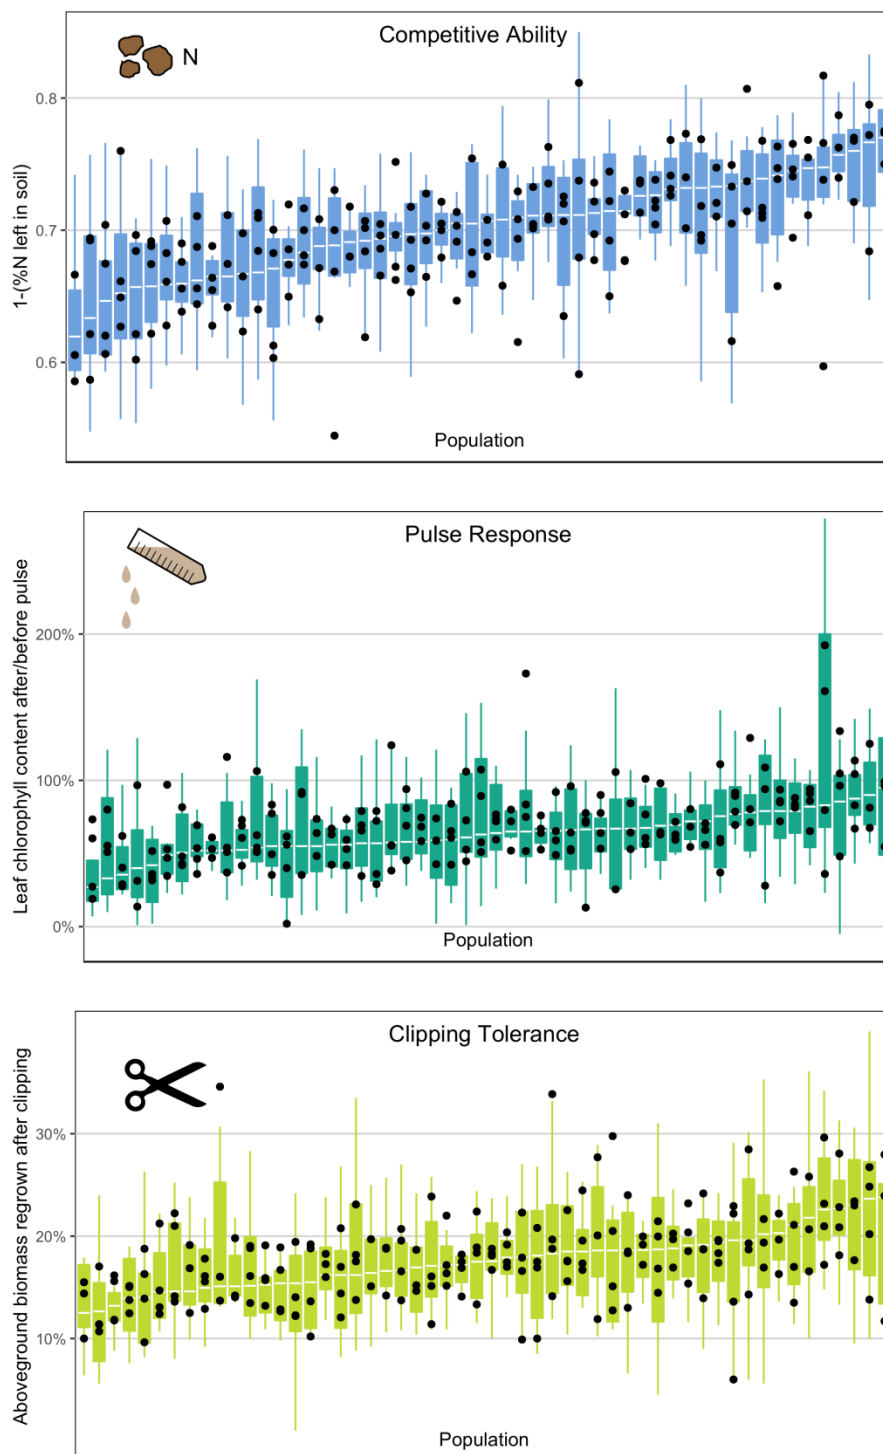 Competitive Ability
N
0.8
0.7
0.6
1-(%N left in soil)
Population
Pulse Response
200%
100%
0%
Leaf chlorophyll content after/before pulse
Population
Clipping Tolerance
30%
20%
10%
Aboveground biomass regrown after clipping
Population